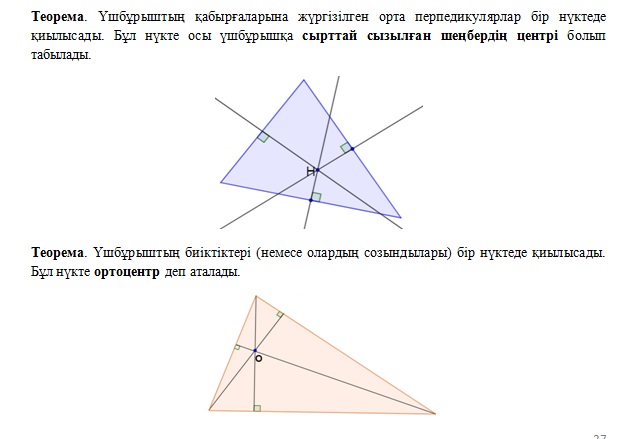 Теорема. Үшбұрыштың қабырғаларына жүргізілген орта перпедикулярлар бір нүктеде
қиылысады. Бұл нүкте осы үшбұрышқа сырттай сызылған шеңбердің центрі болып
табылады.
H
Теорема. Үшбұрыштың биіктіктері (немесе олардың созындылары) бір нүктеде қиылысады.
Бұл нүкте ортоцентр деп аталады.
O